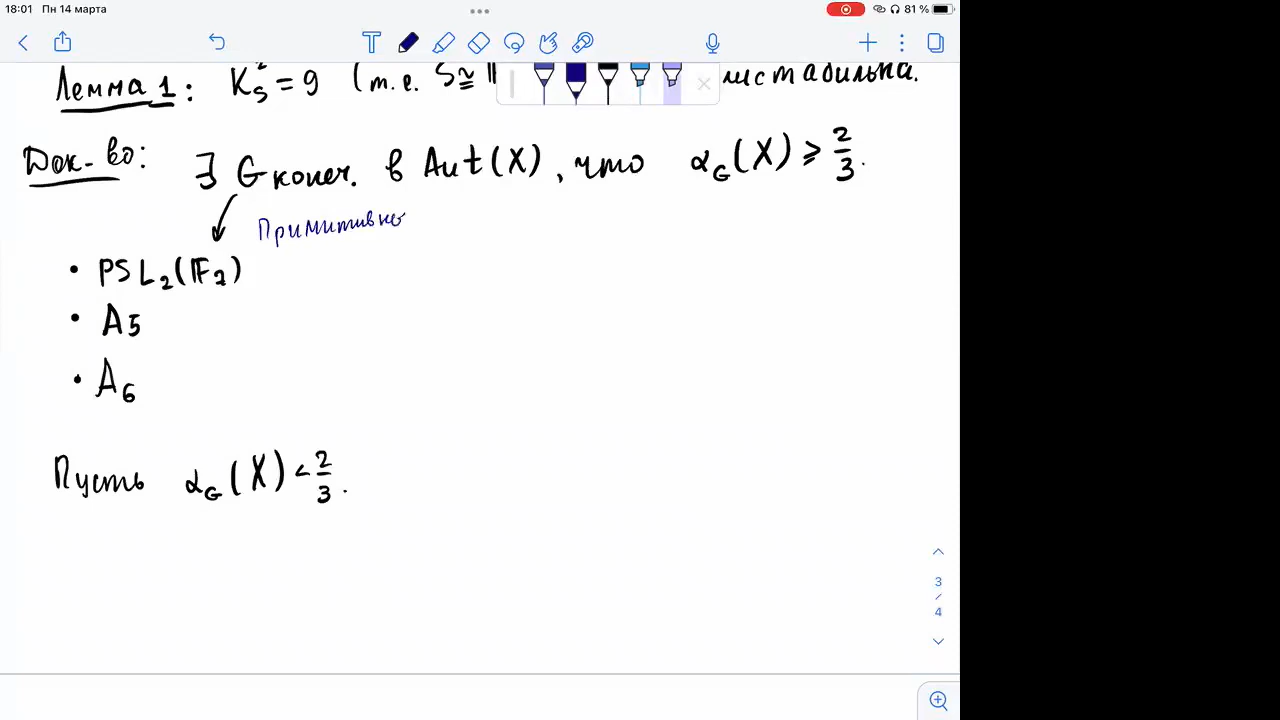 18:01 Пн 14 марта 81 %
Лемма 1: K_S^2 = 9 (т.е. S ≅
Док-во: ∃ G конеч. в Aut(X), что α_G(X) ⩾ 2/3.
Примитивно
• PSL_2(F_7)
• A_5
• A_6
Пусть α_G(X) < 2/3.
3
/
4